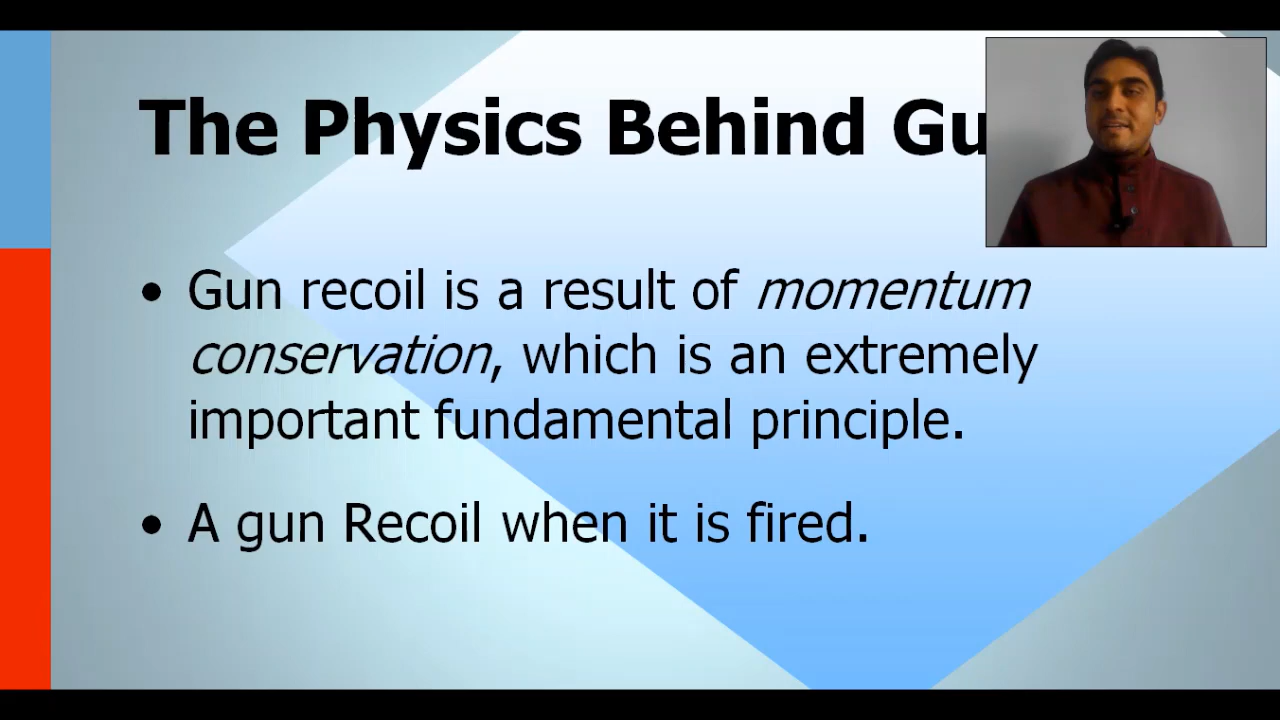 The Physics Behind Gu
• Gun recoil is a result of momentum
conservation, which is an extremely
important fundamental principle.
• A gun Recoil when it is fired.